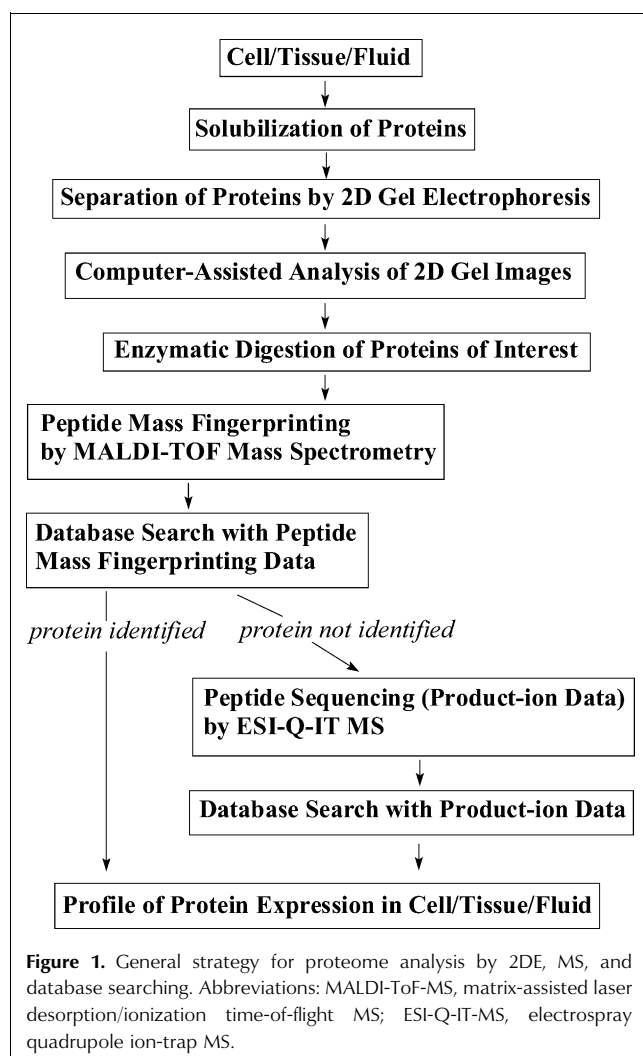 Cell/Tissue/Fluid
Solubilization of Proteins
Separation of Proteins by 2D Gel Electrophoresis
Computer-Assisted Analysis of 2D Gel Images
Enzymatic Digestion of Proteins of Interest
Peptide Mass Fingerprinting
by MALDI-TOF Mass Spectrometry
Database Search with Peptide
Mass Fingerprinting Data
protein identified
protein not identified
Peptide Sequencing (Product-ion Data)
by ESI-Q-IT MS
Database Search with Product-ion Data
Profile of Protein Expression in Cell/Tissue/Fluid
Figure 1. General strategy for proteome analysis by 2DE, MS, and
database searching. Abbreviations: MALDI-ToF-MS, matrix-assisted laser
desorption/ionization time-of-flight MS; ESI-Q-IT-MS, electrospray
quadrupole ion-trap MS.